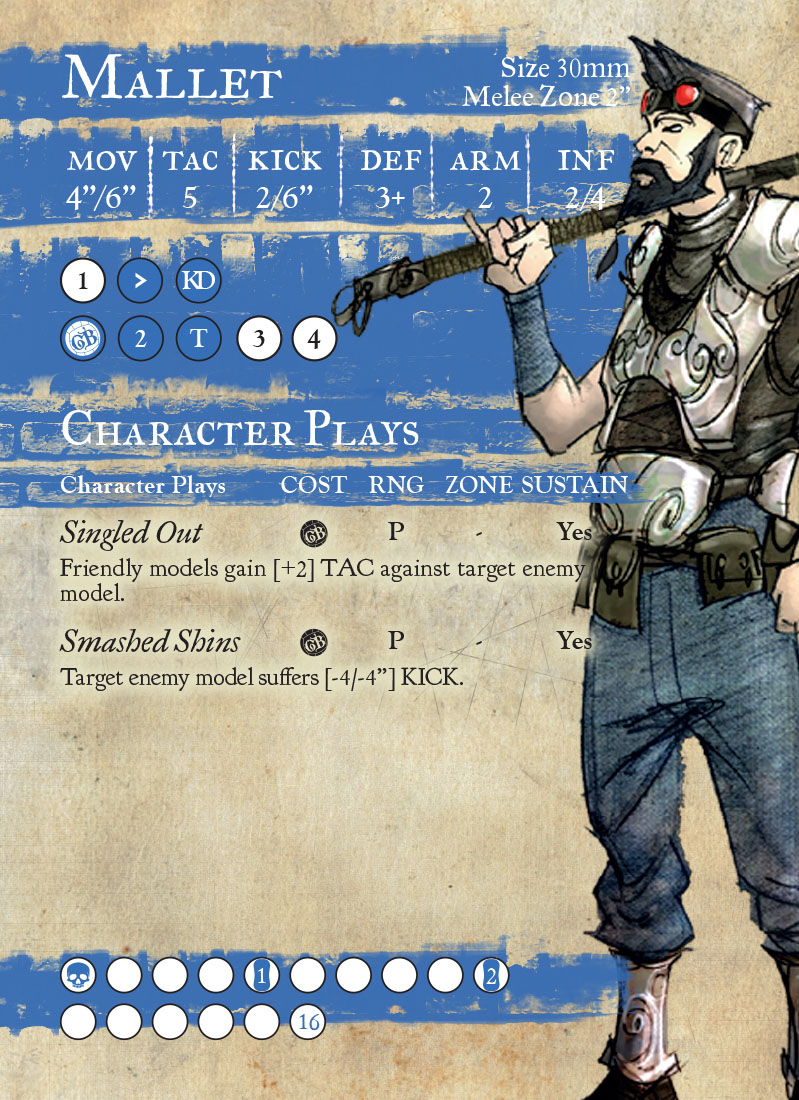 Mallet
Size 30mm
Melee Zone 2”
MOV TAC KICK DEF ARM INF
4”/6” 5 2/6” 3+ 2 2/4
1 > KD
GB 2 T 3 4
Character Plays
Character Plays COST RNG ZONE SUSTAIN
Singled Out GB P - Yes
Friendly models gain [+2] TAC against target enemy
model.
Smashed Shins GB P - Yes
Target enemy model suffers [-4/-4”] KICK.
1 2
16